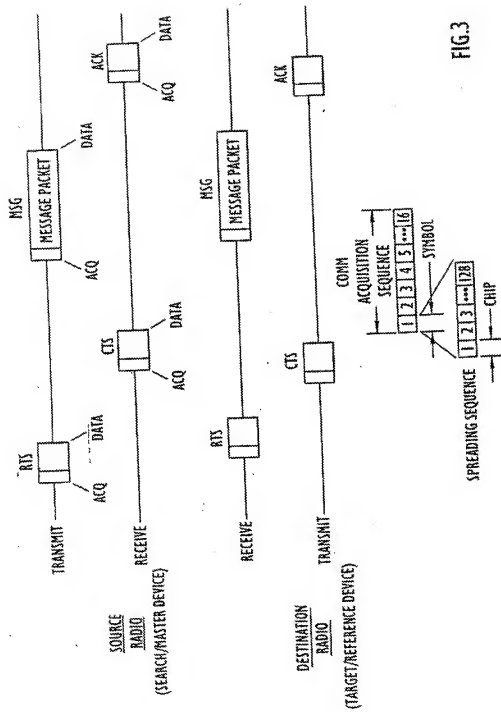 RTS
DATA
TRANSMIT
ACQ
MSG
MESSAGE PACKET
DATA
ACQ
SOURCE
RADIO
(SEARCH/MASTER DEVICE)
RECEIVE
CTS
DATA
ACQ
ACK
DATA
ACQ
RECEIVE
RTS
MSG
MESSAGE PACKET
DESTINATION
RADIO
(TARGET/REFERENCE DEVICE)
TRANSMIT
CTS
ACK
COMM
ACQUISITION
SEQUENCE
1 2 3 4 5 ••• 16
SYMBOL
1 2 3 ••• 128
CHIP
SPREADING SEQUENCE
FIG.3